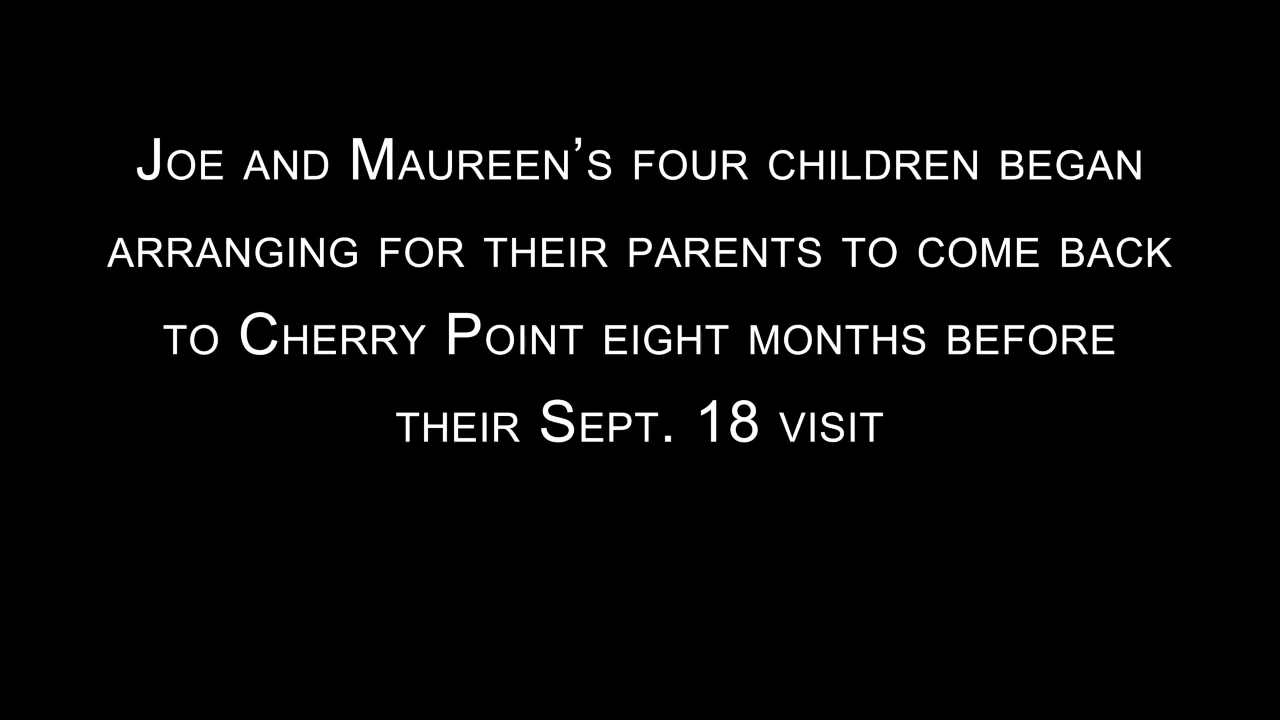 Joe and Maureen’s four children began
arranging for their parents to come back
to Cherry Point eight months before
their Sept. 18 visit